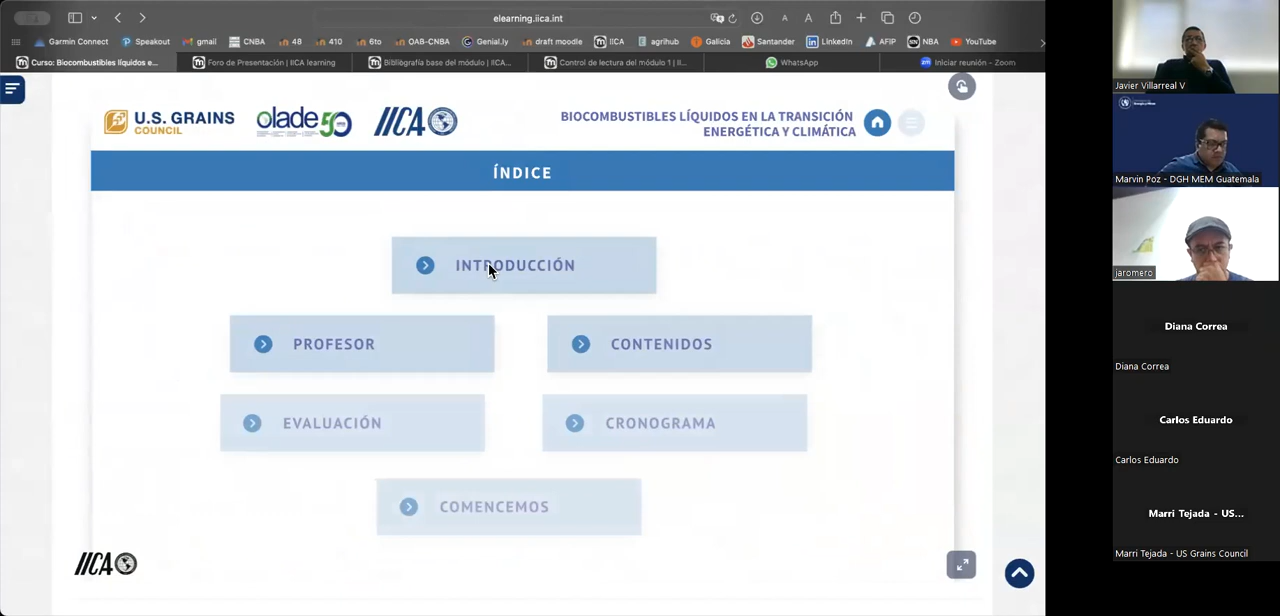 elearning.iica.int
A
A
Garmin Connect
Speakout
gmail
CNBA
48
410
6to
OAB-CNBA
Genial.ly
draft moodle
IICA
agrihub
Galicia
Santander
LinkedIn
AFIP
NBA
YouTube
Curso: Biocombustibles líquidos e...
Foro de Presentación | IICA learning
Bibliografía base del módulo | IICA...
Control de lectura del módulo 1 | II...
WhatsApp
Iniciar reunión - Zoom
U.S. GRAINS
COUNCIL
olade 50
IICA
BIOCOMBUSTIBLES LÍQUIDOS EN LA TRANSICIÓN
ENERGÉTICA Y CLIMÁTICA
ÍNDICE
INTRODUCCIÓN
PROFESOR
CONTENIDOS
EVALUACIÓN
CRONOGRAMA
COMENCEMOS
IICA
Javier Villarreal V
Marvin Poz - DGH MEM Guatemala
jaromero
Diana Correa
Diana Correa
Carlos Eduardo
Carlos Eduardo
Marri Tejada - US...
Marri Tejada - US Grains Council